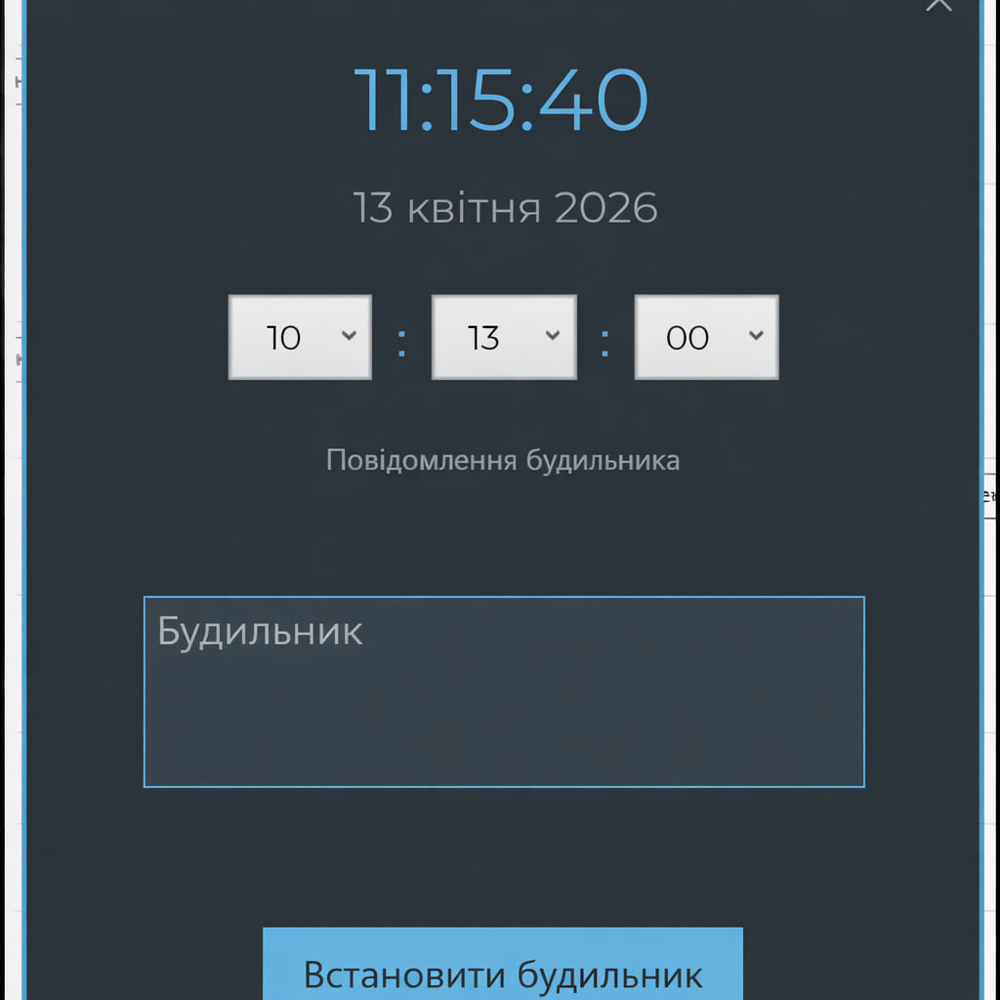 11:15:40
13 квітня 2026
10 : 13 : 00
Повідомлення будильника
Будильник
Встановити будильник